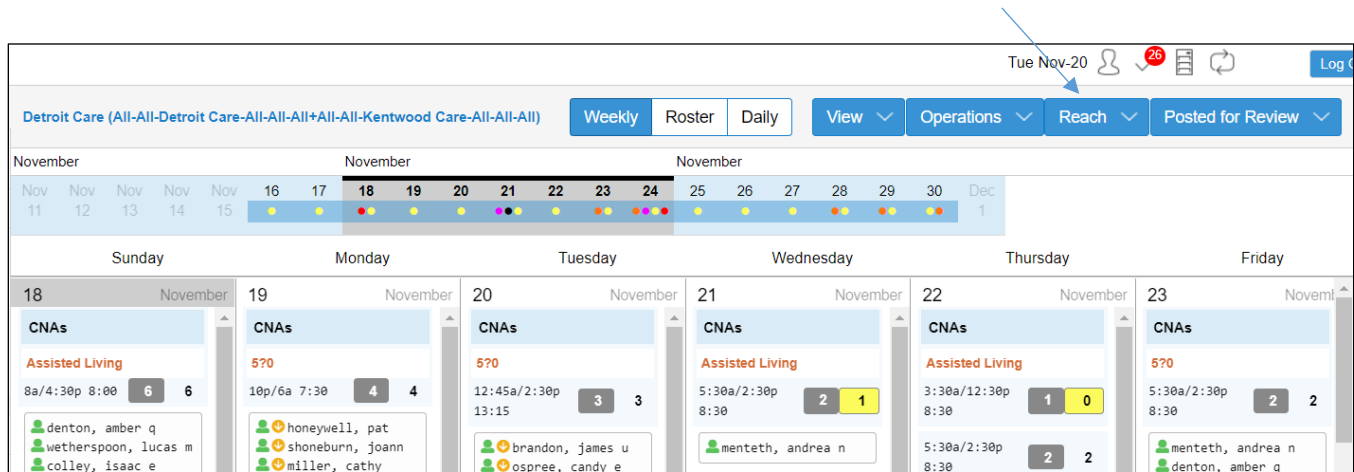 Tue Nov-20 26 Log
Detroit Care (All-All-Detroit Care-All-All-All+All-All-Kentwood Care-All-All-All) Weekly Roster Daily View Operations Reach Posted for Review
November November November
Nov Nov Nov Nov Nov 16 17 18 19 20 21 22 23 24 25 26 27 28 29 30 Dec
11 12 13 14 15 1
Sunday Monday Tuesday Wednesday Thursday Friday
18 November 19 November 20 November 21 November 22 November 23 Novem
CNAs CNAs CNAs CNAs CNAs CNAs
Assisted Living 5?0 5?0 Assisted Living Assisted Living 5?0
8a/4:30p 8:00 6 6 10p/6a 7:30 4 4 12:45a/2:30p 3 3 5:30a/2:30p 2 1 3:30a/12:30p 1 0 5:30a/2:30p 2 2
13:15 8:30 8:30 8:30
denton, amber q honeywell, pat brandon, james u menteth, andrea n 5:30a/2:30p 2 2 menteth, andrea n
wetherspoon, lucas m shoneburn, joann ospree, candy e 8:30 denton, amber q
colley, isaac e miller, cathy